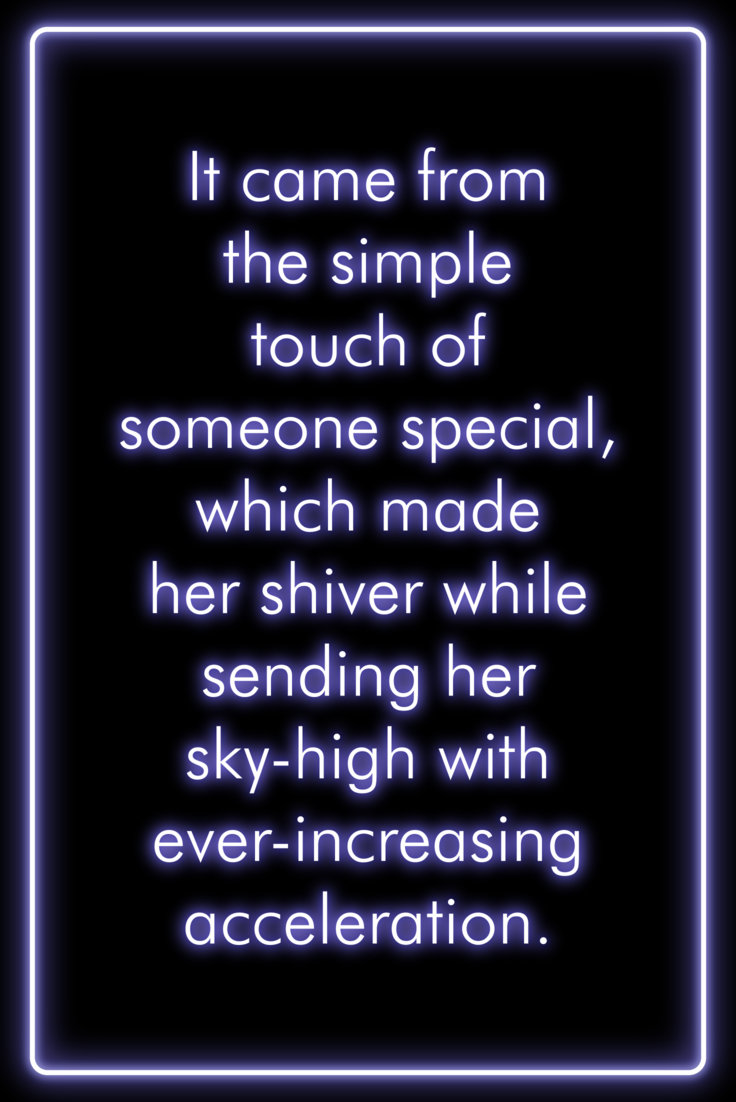 It came from
the simple
touch of
someone special,
which made
her shiver while
sending her
sky-high with
ever-increasing
acceleration.